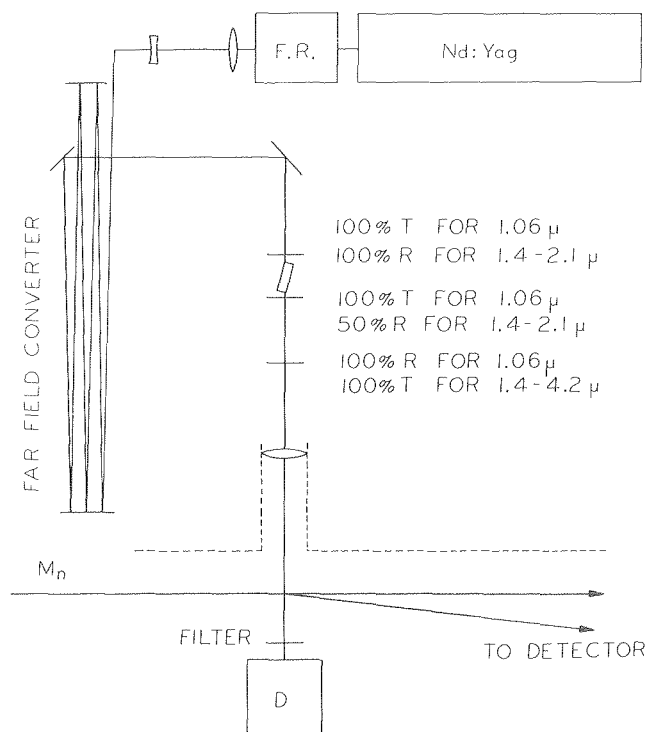 F.R.
Nd:Yag
100% T FOR 1.06 μ
100% R FOR 1.4-2.1 μ
100% T FOR 1.06 μ
50% R FOR 1.4-2.1 μ
100% R FOR 1.06μ
100% T FOR 1.4-4.2 μ
FAR FIELD CONVERTER
Mn
FILTER
TO DETECTOR
D